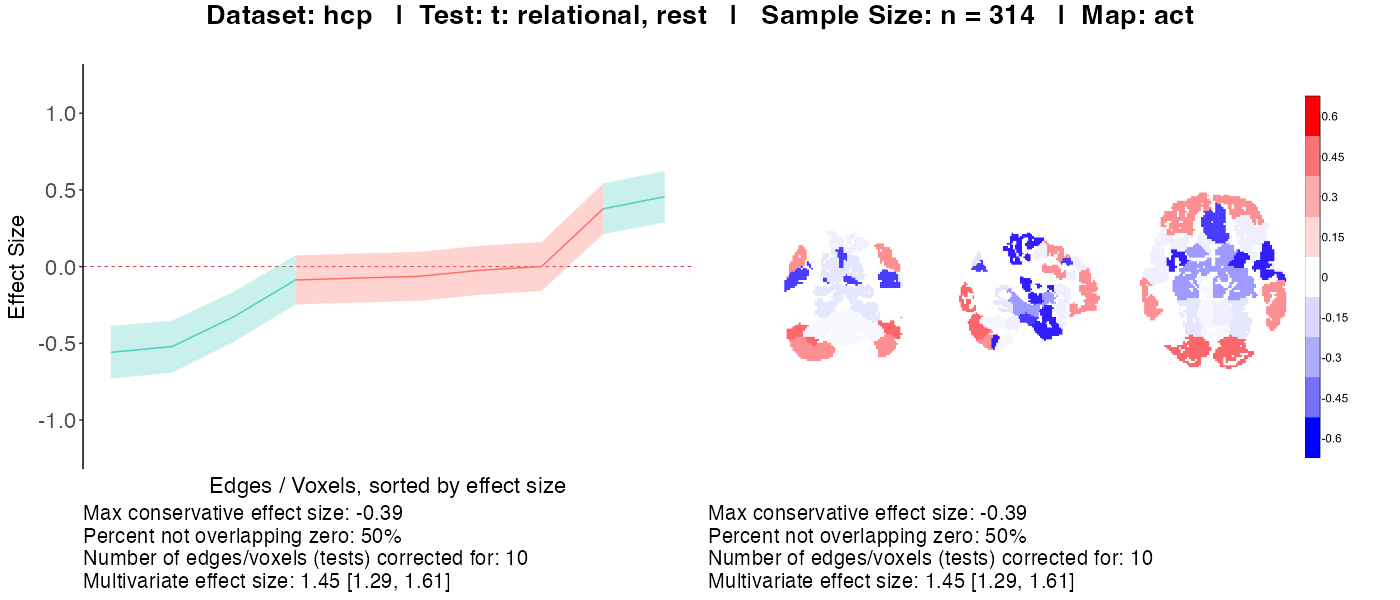 Dataset: hcp | Test: t: relational, rest | Sample Size: n = 314 | Map: act
Effect Size
1.0
0.5
0.0
-0.5
-1.0
Edges / Voxels, sorted by effect size
0.6
0.45
0.3
0.15
0
-0.15
-0.3
-0.45
-0.6
Max conservative effect size: -0.39
Percent not overlapping zero: 50%
Number of edges/voxels (tests) corrected for: 10
Multivariate effect size: 1.45 [1.29, 1.61]
Max conservative effect size: -0.39
Percent not overlapping zero: 50%
Number of edges/voxels (tests) corrected for: 10
Multivariate effect size: 1.45 [1.29, 1.61]